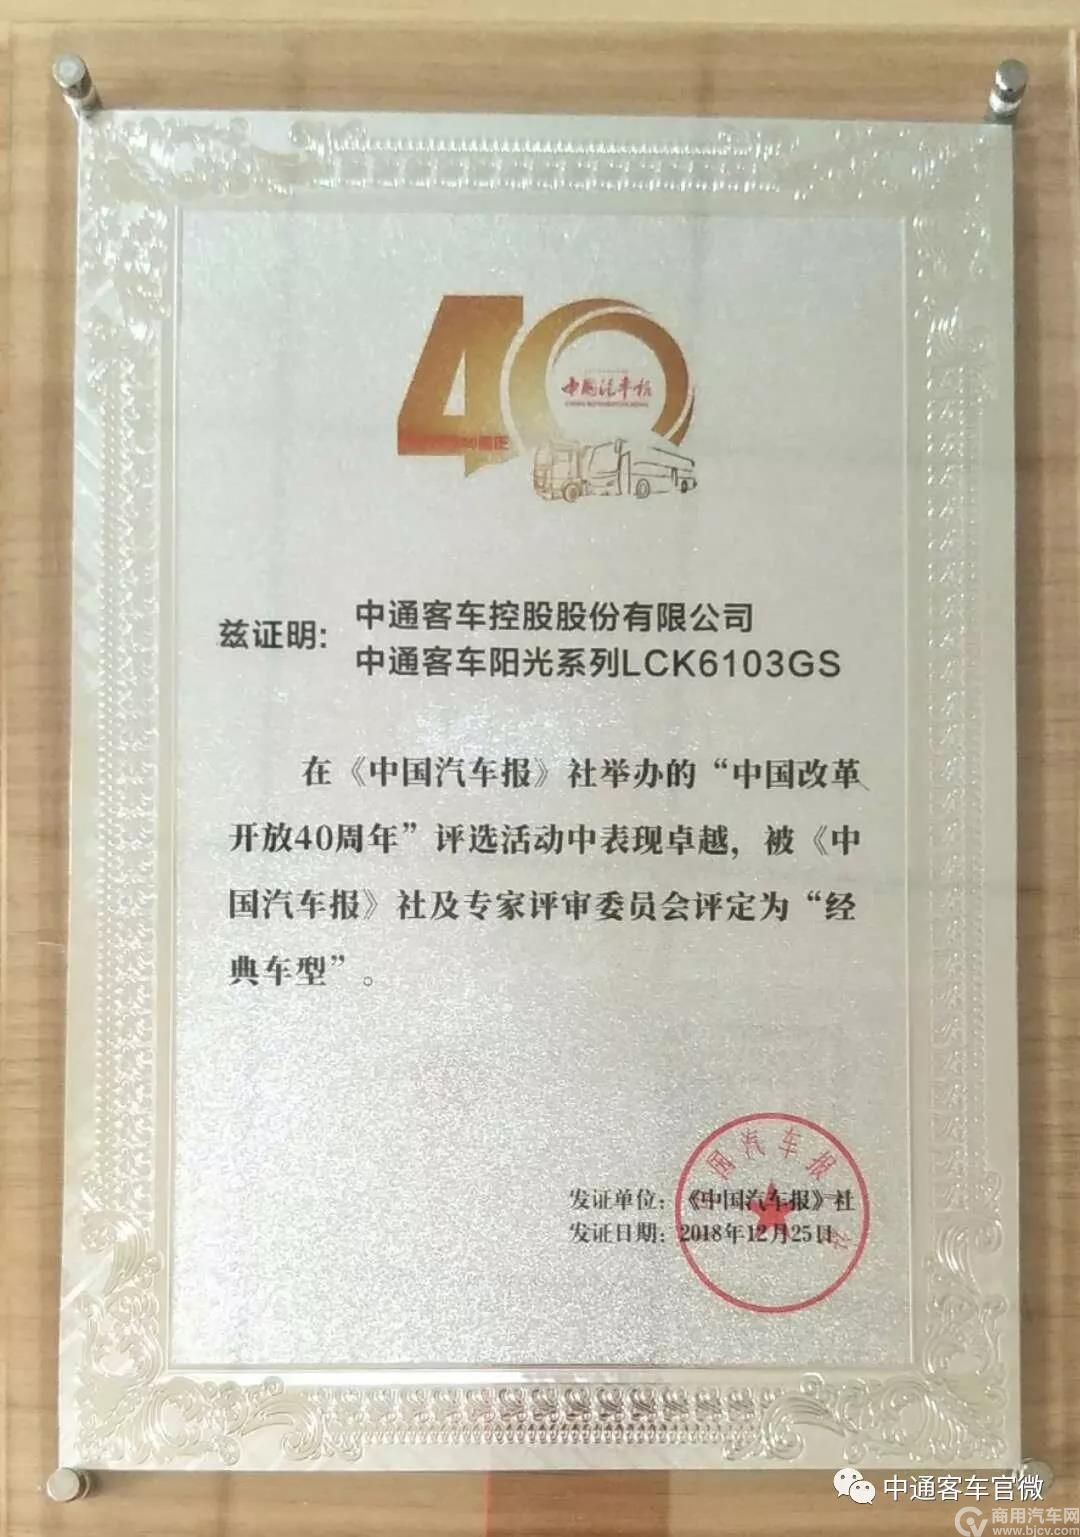 40
中国汽车报
兹证明:
中通客车控股股份有限公司
中通客车阳光系列LCK6103GS
在《中国汽车报》社举办的“中国改革
开放40周年”评选活动中表现卓越，被《中
国汽车报》社及专家评审委员会评定为“经
典车型”。
国汽车报
发证单位：《中国汽车报》社
发证日期：2018年12月25日
中通客车官微
商用汽车网
www.bjcv.com